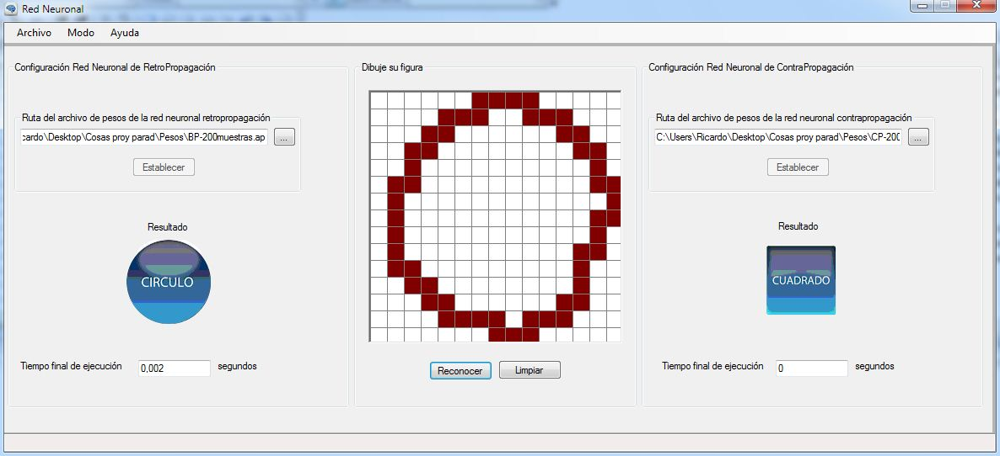 Red Neuronal
Archivo Modo Ayuda
Configuración Red Neuronal de RetroPropagación
Ruta del archivo de pesos de la red neuronal retropropagación
cardo\Desktop\Cosas proy parad\Pesos\BP-200muestras.ap
...
Establecer
Resultado
CIRCULO
Tiempo final de ejecución 0,002 segundos
Dibuje su figura
Reconocer Limpiar
Configuración Red Neuronal de ContraPropagación
Ruta del archivo de pesos de la red neuronal contrapropagación
C:\Users\Ricardo\Desktop\Cosas proy parad\Pesos\CP-200
...
Establecer
Resultado
CUADRADO
Tiempo final de ejecución 0 segundos